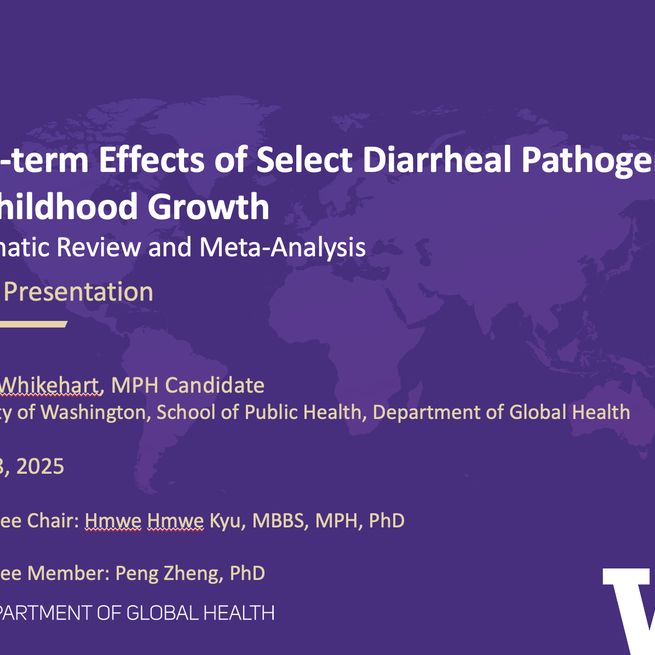 -term Effects of Select Diarrheal Pathoge
hildhood Growth
matic Review and Meta-Analysis
Presentation
Whikehart, MPH Candidate
ty of Washington, School of Public Health, Department of Global Health
8, 2025
ee Chair: Hmwe Hmwe Kyu, MBBS, MPH, PhD
ee Member: Peng Zheng, PhD
PARTMENT OF GLOBAL HEALTH
W